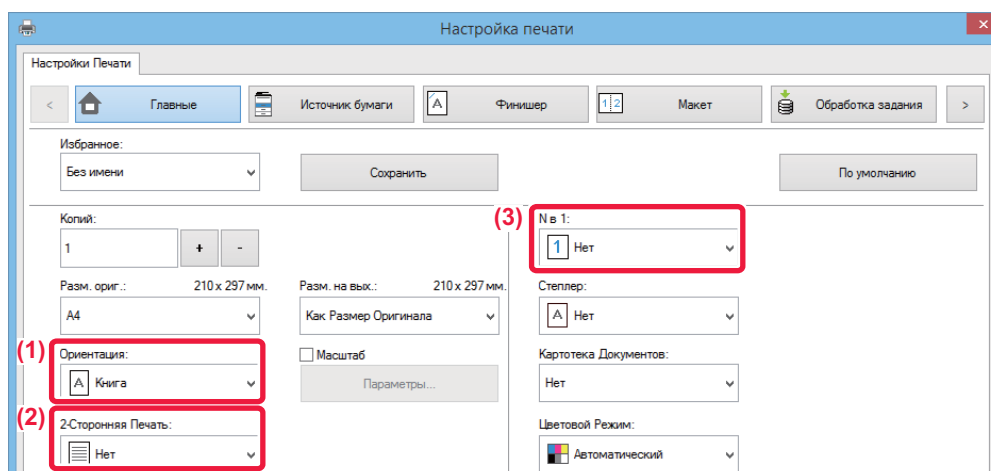 Настройка печати
Настройки Печати
< Главные Источник бумаги A Финишер 1 2 Макет Обработка задания >
Избранное:
Без имени Сохранить По умолчанию
Копий: (3) N в 1:
1 + - 1 Нет
Разм. ориг.: 210 x 297 мм. Разм. на вых.: 210 x 297 мм. Степлер:
A4 Как Размер Оригинала A Нет
(1) Ориентация: Масштаб Картотека Документов:
A Книга Параметры... Нет
(2) 2-Сторонняя Печать: Цветовой Режим:
Нет Автоматический